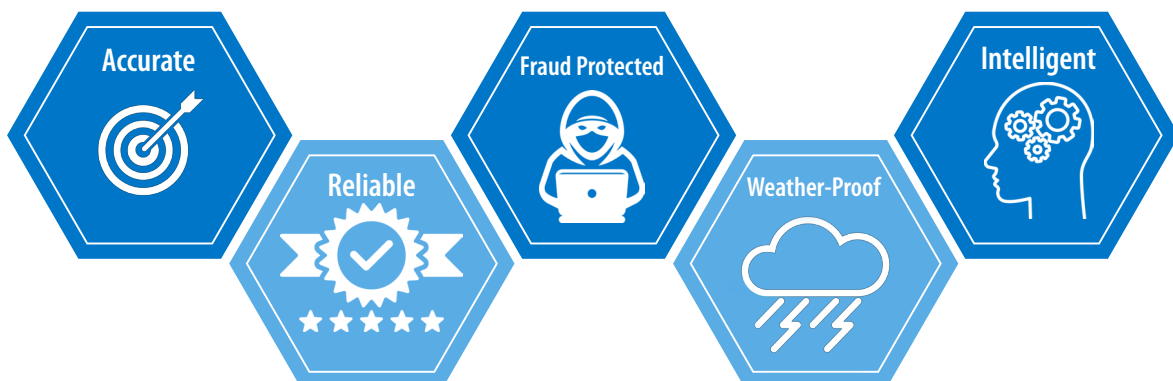 Accurate
Reliable
Fraud Protected
Weather-Proof
Intelligent